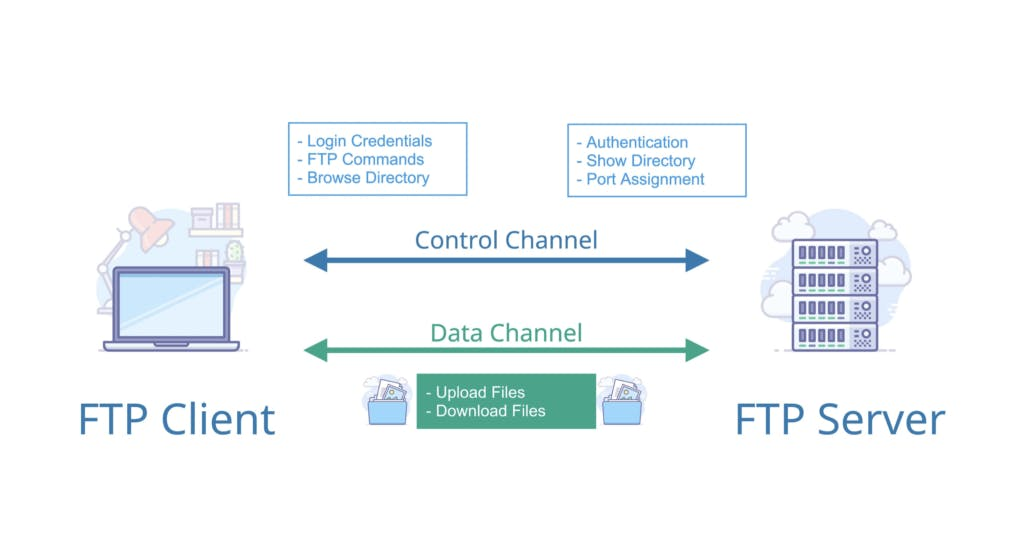 - Login Credentials
- FTP Commands
- Browse Directory
- Authentication
- Show Directory
- Port Assignment
Control Channel
Data Channel
- Upload Files
- Download Files
FTP Client
FTP Server